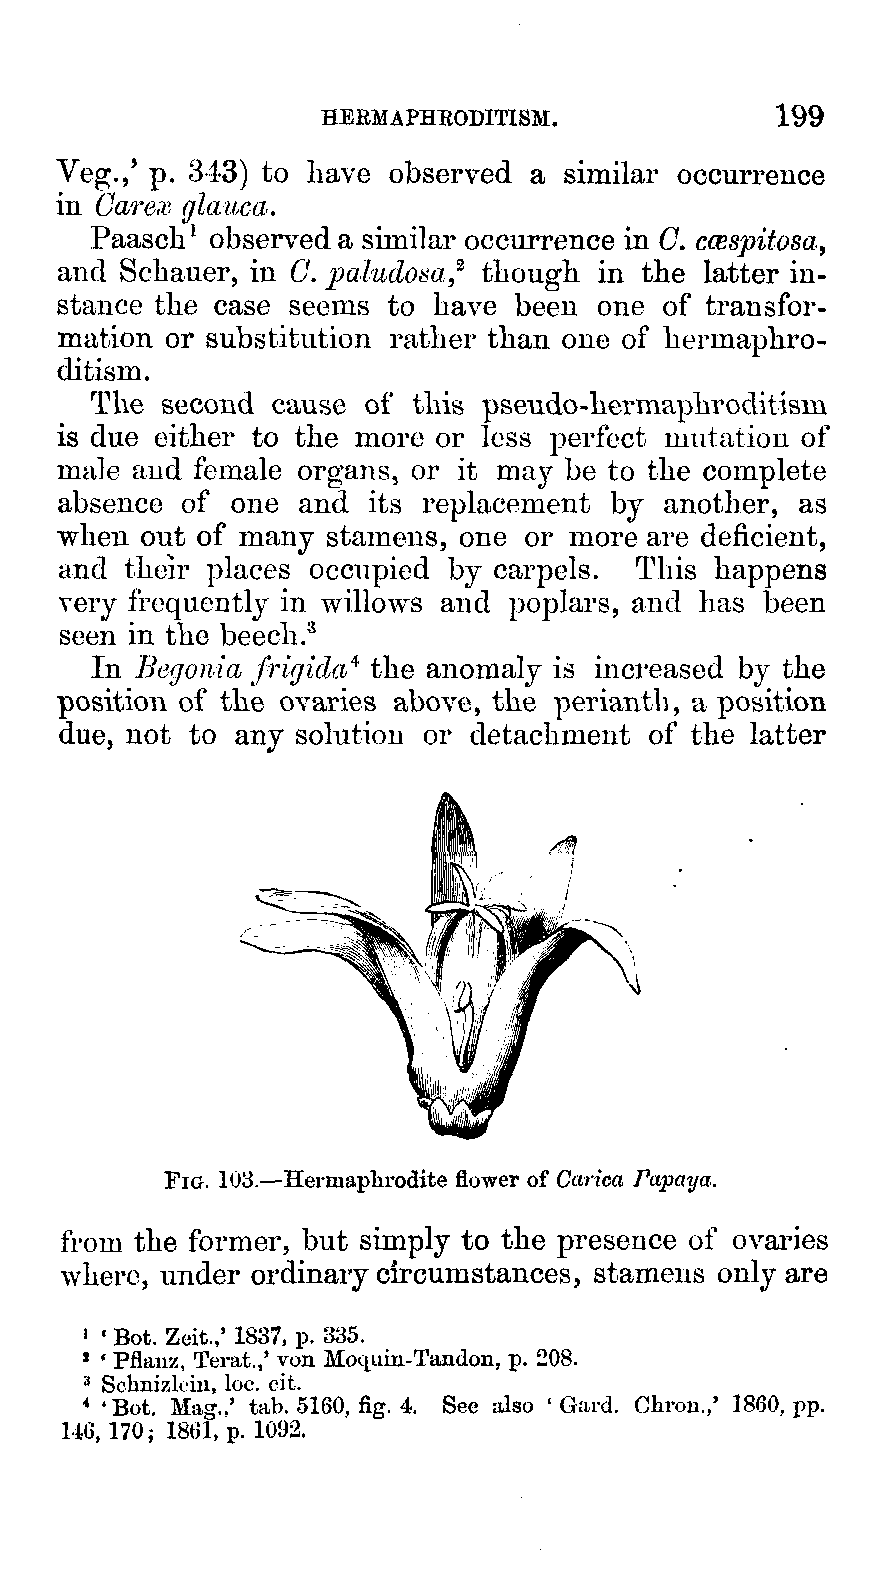 HERMAPHRODITISM. 199
Veg.,’ p. 343) to have observed a similar occurrence
in Carex glauca.
Paasch¹ observed a similar occurrence in C. cæspitosa,
and Schauer, in C. paludosa,² though in the latter in-
stance the case seems to have been one of transfor-
mation or substitution rather than one of hermaphro-
ditism.
The second cause of this pseudo-hermaphroditism
is due either to the more or less perfect mutation of
male and female organs, or it may be to the complete
absence of one and its replacement by another, as
when out of many stamens, one or more are deficient,
and their places occupied by carpels. This happens
very frequently in willows and poplars, and has been
seen in the beech.³
In Begonia frigida⁴ the anomaly is increased by the
position of the ovaries above, the perianth, a position
due, not to any solution or detachment of the latter
FIG. 103.—Hermaphrodite flower of Carica Papaya.
from the former, but simply to the presence of ovaries
where, under ordinary circumstances, stamens only are
¹ ‘Bot. Zeit.,’ 1837, p. 335.
² ‘Pflanz, Terat.,’ von Moquin-Tandon, p. 208.
³ Schnizlein, loc. cit.
⁴ ‘Bot. Mag.,’ tab. 5160, fig. 4. See also ‘Gard. Chron.,’ 1860, pp.
146, 170; 1861, p. 1092.